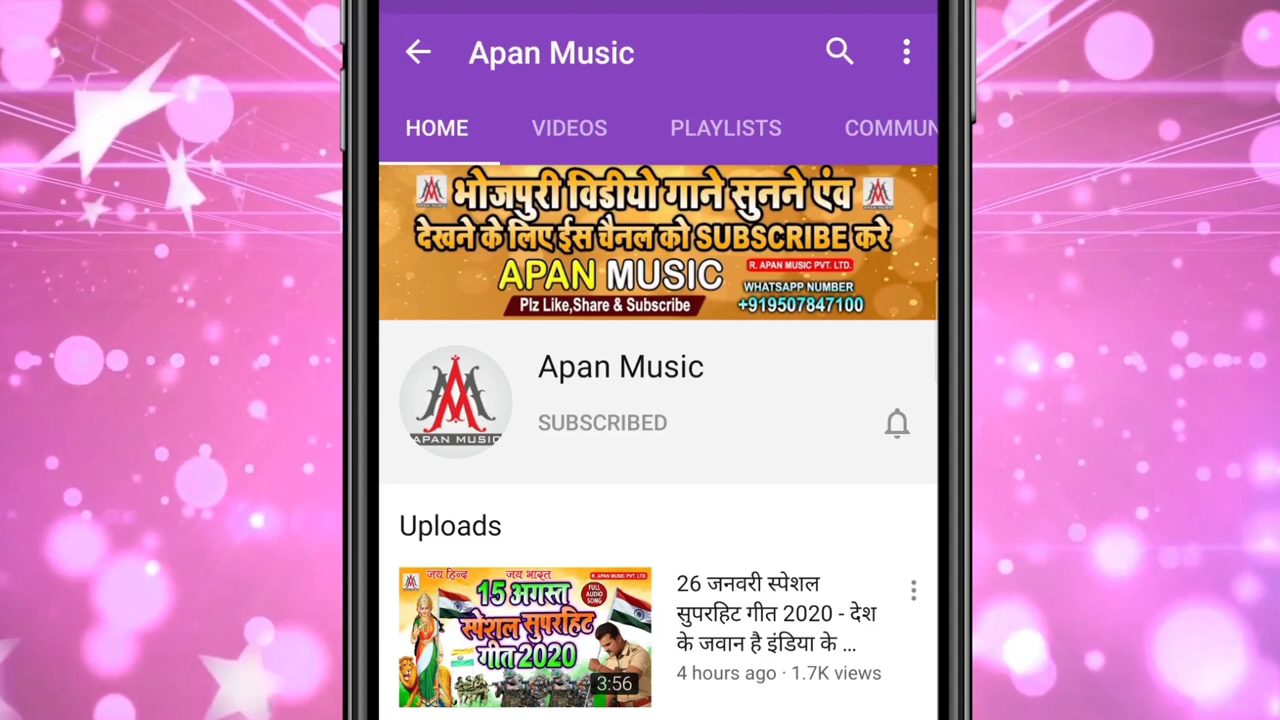 Apan Music
HOME VIDEOS PLAYLISTS COMMUN
भोजपुरी विडीयो गाने सुनने एंव
देखने के लिए ईस चैनल को SUBSCRIBE करे
APAN MUSIC
R. APAN MUSIC PVT. LTD.
WHATSAPP NUMBER
+919507847100
Plz Like,Share & Subscribe
Apan Music
SUBSCRIBED
APAN MUSIC
Uploads
जय हिन्द जय भारत
R. APAN MUSIC PVT. LTD
15 अगस्त
FULL
AUDIO
SONG
स्पेशल सुपरहिट
गीत 2020
3:56
26 जनवरी स्पेशल
सुपरहिट गीत 2020 - देश
के जवान है इंडिया के ...
4 hours ago · 1.7K views